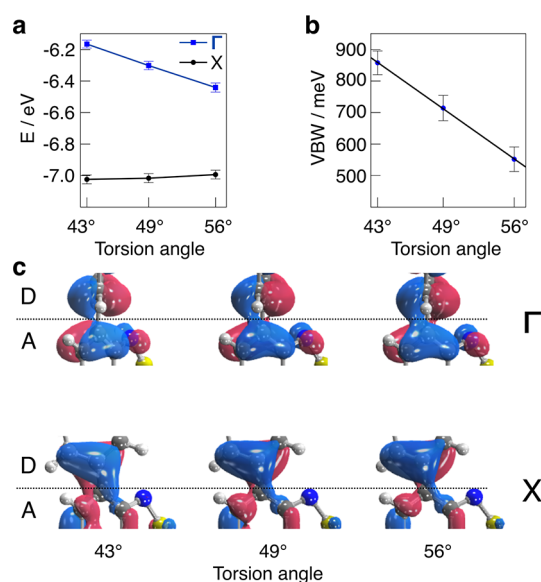 a
Γ
X
-6.2
-6.4
-6.6
-6.8
-7.0
E / eV
43° 49° 56°
Torsion angle
b
900
800
700
600
500
VBW / meV
43° 49° 56°
Torsion angle
c
D
A
Γ
D
A
X
43° 49° 56°
Torsion angle